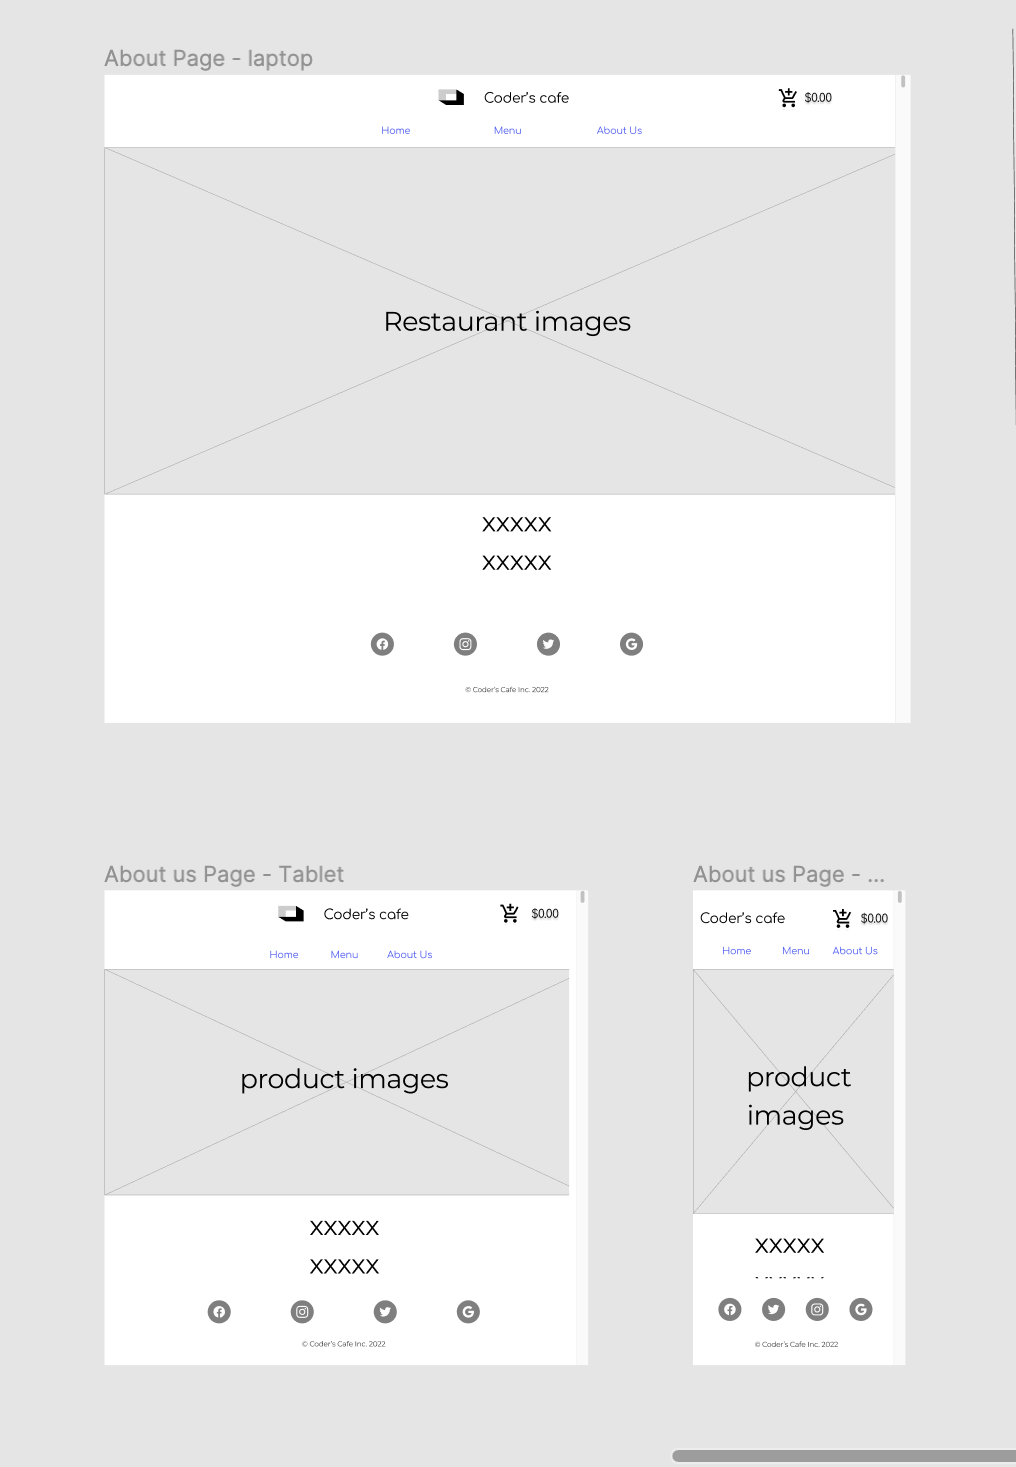 About Page - laptop
Coder's cafe
$0.00
Home Menu About Us
Restaurant images
XXXXX
XXXXX
© Coder's Cafe Inc. 2022
About us Page - Tablet
Coder's cafe
$0.00
Home Menu About Us
product images
XXXXX
XXXXX
© Coder's Cafe Inc. 2022
About us Page - ...
Coder's cafe
$0.00
Home Menu About Us
product
images
XXXXX
© Coder's Cafe Inc. 2022